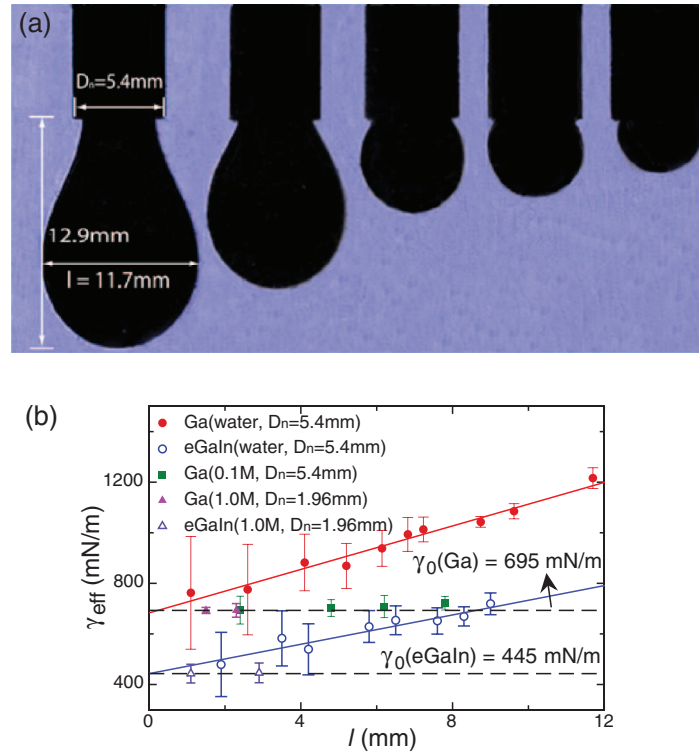 (a)
Dₙ=5.4mm
12.9mm
l = 11.7mm
(b)
Ga(water, Dₙ=5.4mm)
eGaIn(water, Dₙ=5.4mm)
Ga(0.1M, Dₙ=5.4mm)
Ga(1.0M, Dₙ=1.96mm)
eGaIn(1.0M, Dₙ=1.96mm)
1200
800
400
γeff (mN/m)
γ₀(Ga) = 695 mN/m
γ₀(eGaIn) = 445 mN/m
0 4 8 12
l (mm)